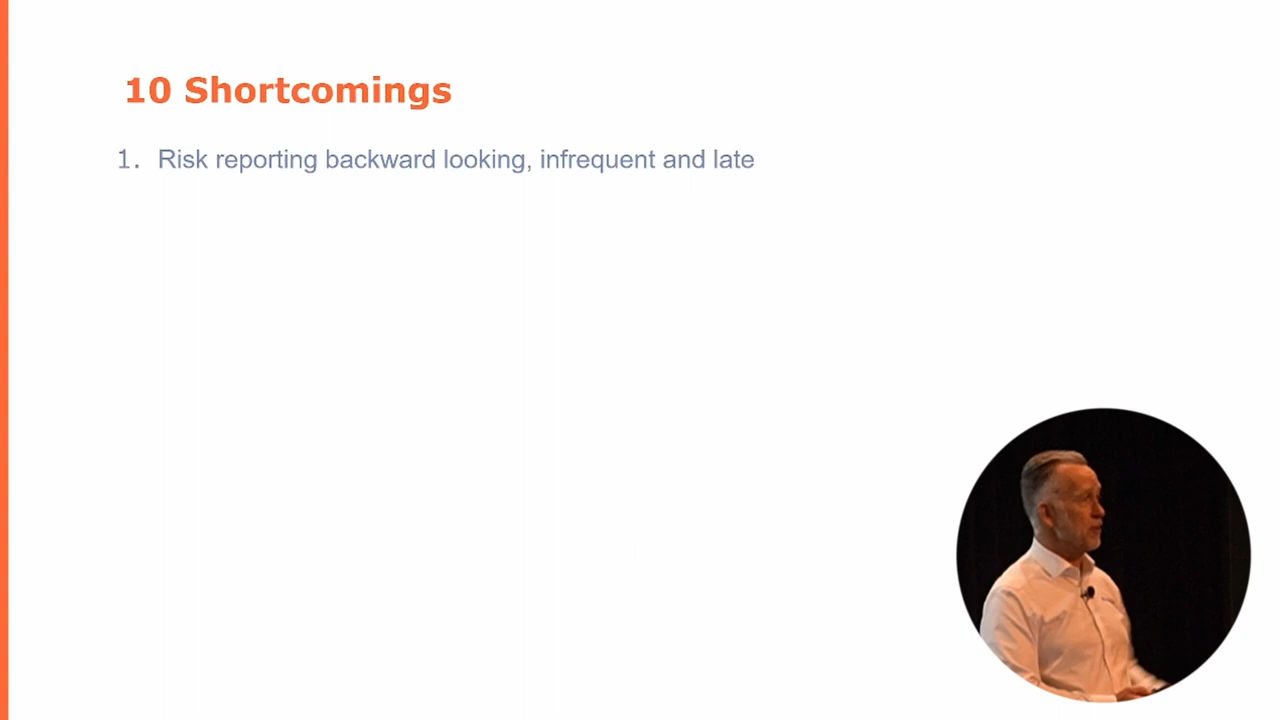 10 Shortcomings
1. Risk reporting backward looking, infrequent and late